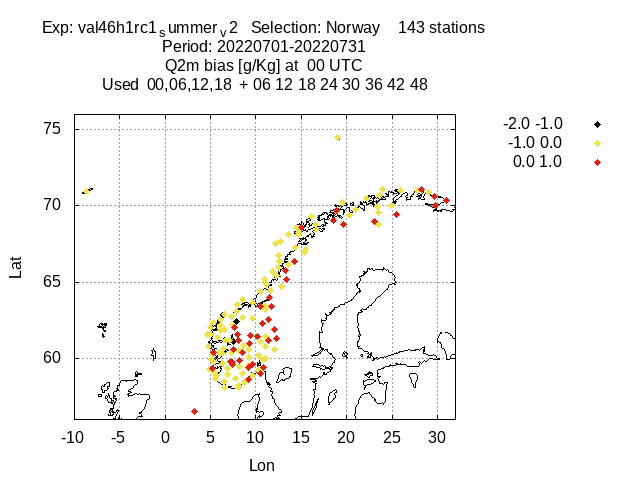 Exp: val46h1rc1_summer_v2 Selection: Norway 143 stations
Period: 20220701-20220731
Q2m bias [g/Kg] at 00 UTC
Used 00,06,12,18 + 06 12 18 24 30 36 42 48
-2.0 -1.0
-1.0 0.0
0.0 1.0
75
70
65
60
Lat
-10 -5 0 5 10 15 20 25 30
Lon